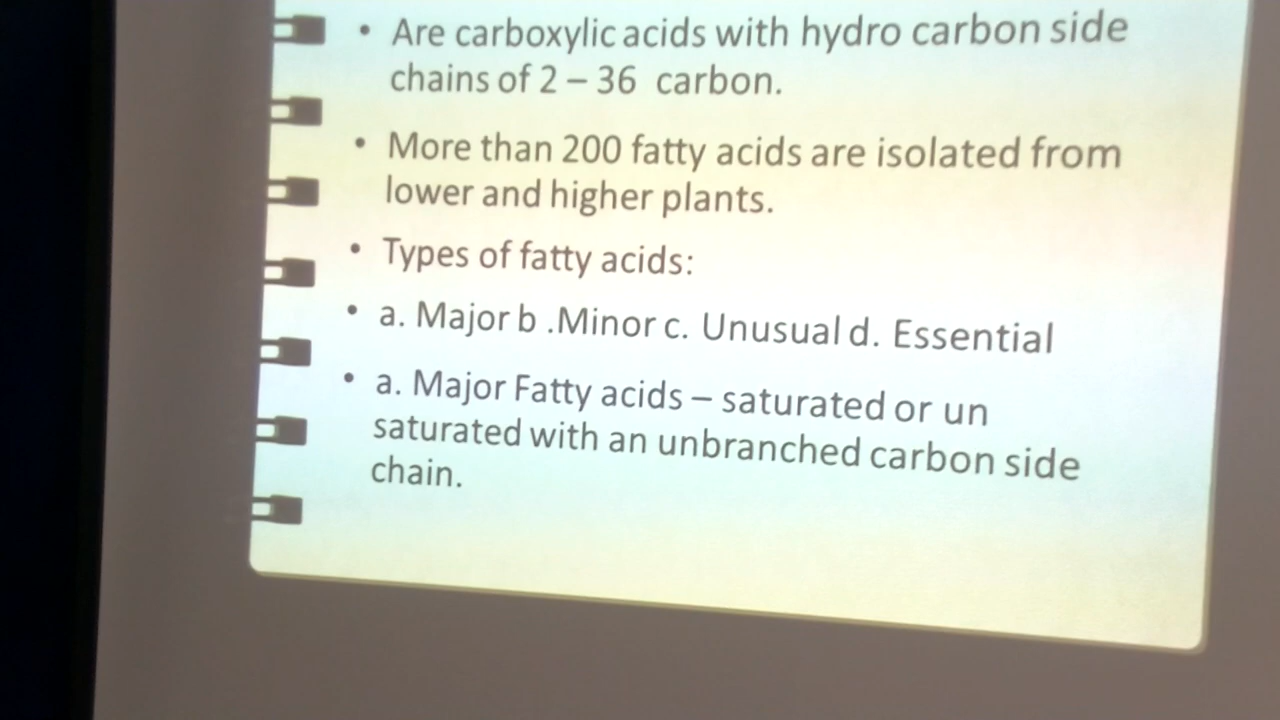 • Are carboxylic acids with hydro carbon side
chains of 2 – 36 carbon.
• More than 200 fatty acids are isolated from
lower and higher plants.
• Types of fatty acids:
• a. Major b .Minor c. Unusual d. Essential
• a. Major Fatty acids – saturated or un
saturated with an unbranched carbon side
chain.